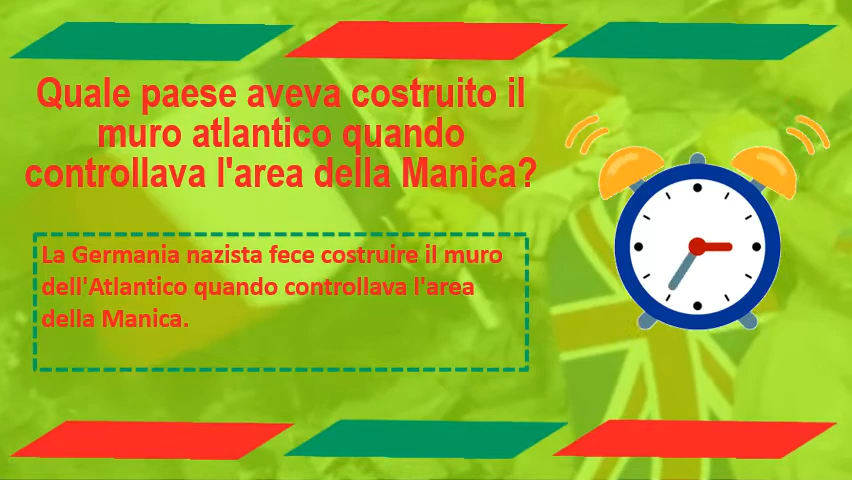 Quale paese aveva costruito il
muro atlantico quando
controllava l'area della Manica?
La Germania nazista fece costruire il muro
dell'Atlantico quando controllava l'area
della Manica.